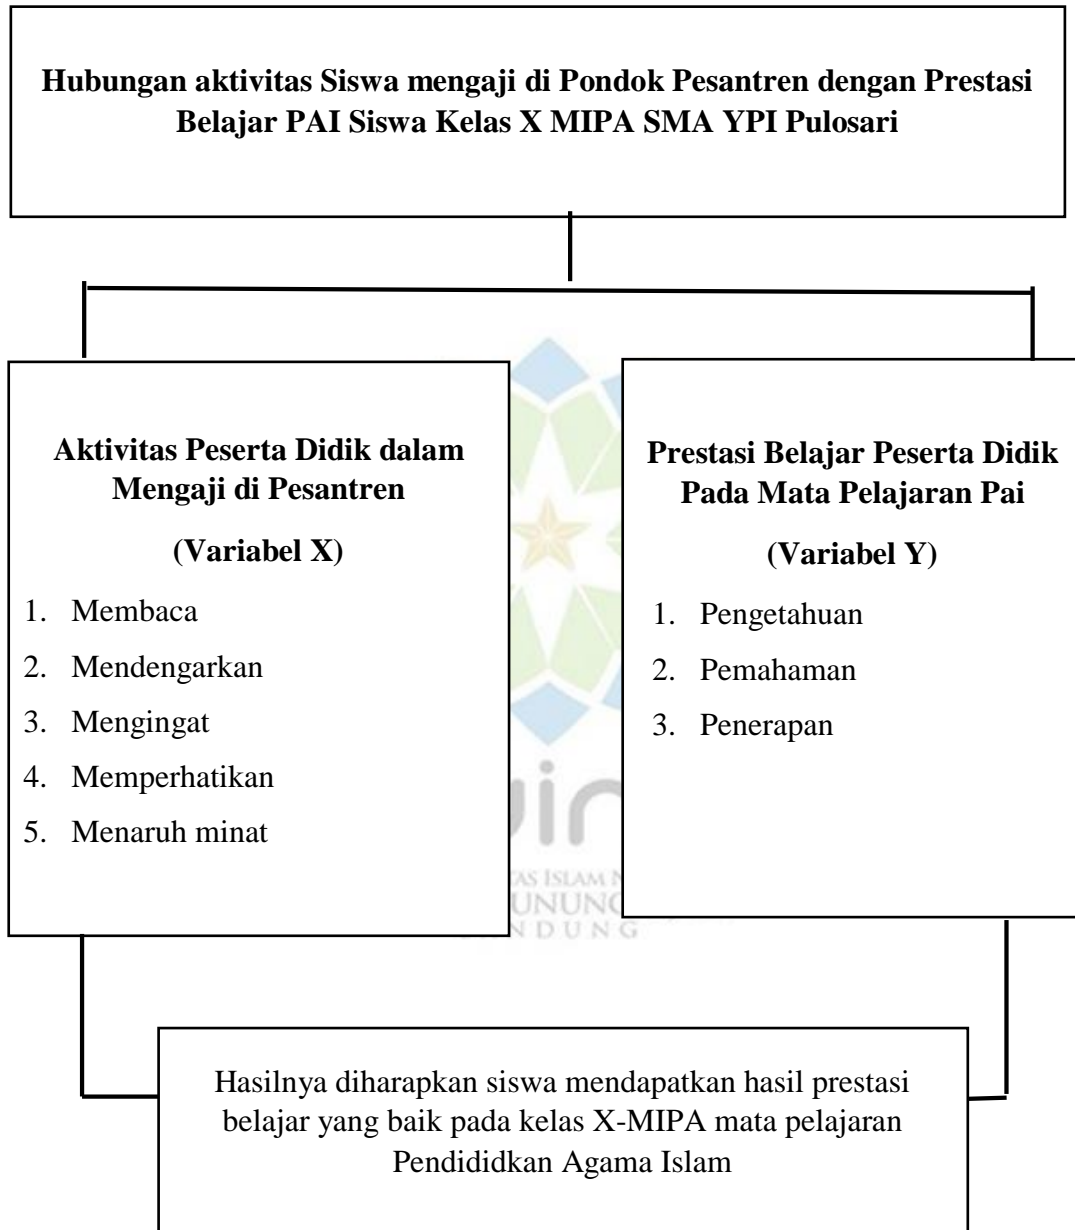 Hubungan aktivitas Siswa mengaji di Pondok Pesantren dengan Prestasi
Belajar PAI Siswa Kelas X MIPA SMA YPI Pulosari
Aktivitas Peserta Didik dalam
Mengaji di Pesantren
(Variabel X)
1. Membaca
2. Mendengarkan
3. Mengingat
4. Memperhatikan
5. Menaruh minat
Prestasi Belajar Peserta Didik
Pada Mata Pelajaran Pai
(Variabel Y)
1. Pengetahuan
2. Pemahaman
3. Penerapan
ISLAM
Hasilnya diharapkan siswa mendapatkan hasil prestasi
belajar yang baik pada kelas X-MIPA mata pelajaran
Pendididkan Agama Islam